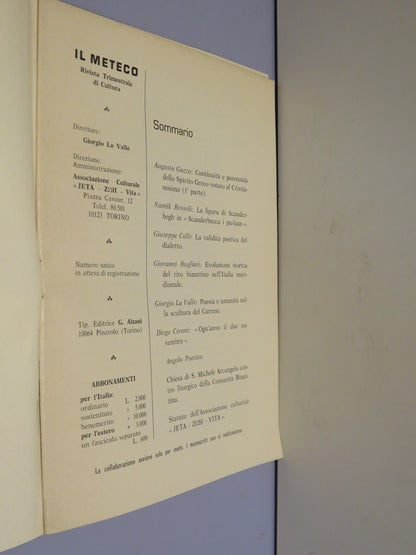 IL METECO
Rivista Trimestrale
di Cultura
Direttore:
Giorgio La Valle
Direzione,
Amministrazione:
Associazione Culturale
« JETA - ZΩH - Vita »
Piazza Cavour, 12
Telef. 80.501
10123 TORINO
Numero unico
in attesa di registrazione
Tip. Editrice G. Alzani
10064 Pinerolo (Torino)
ABBONAMENTI
per l'Italia:
ordinario L. 2.000
sostenitore » 5.000
benemerito » 10.000
per l'estero » 3.000
un fascicolo separato L. 600
Sommario
Augusto Guzzo: Continuità e perennità
dello Spirito Greco votato al Cristia-
nesimo (1ª parte).
Namik Ressuli: La figura di Scander-
begh in « Scanderbecca i pa-faan ».
Giuseppe Colli: La validità poetica del
dialetto.
Giovanni Bugliari: Evoluzione storica
del rito bizantino nell'Italia meri-
dionale.
Giorgio La Valle: Poesia e umanità nel-
la scultura del Carrese.
Diego Cerani: « Ogn'anno il due no-
vembre ».
Angolo Poetico.
Chiesa di S. Michele Arcangelo cen-
tro liturgico della Comunità Bizan-
tina.
Statuto dell'Associazione culturale
« JETA - ZΩH - VITA ».
La collaborazione avviene solo per invito. I manoscritti non si restituiscono.